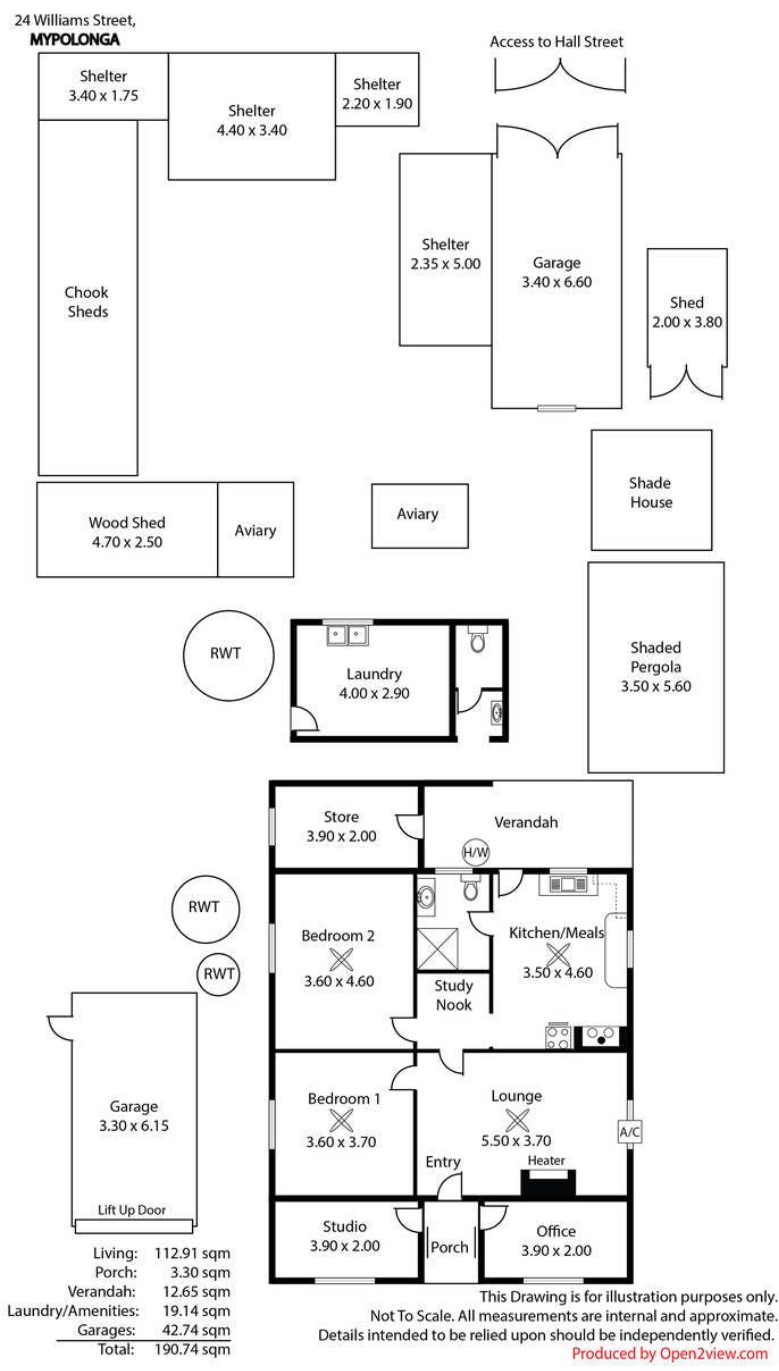 24 Williams Street,
MYPOLONGA
Access to Hall Street
Shelter
3.40 x 1.75
Shelter
4.40 x 3.40
Shelter
2.20 x 1.90
Chook
Sheds
Shelter
2.35 x 5.00
Garage
3.40 x 6.60
Shed
2.00 x 3.80
Wood Shed
4.70 x 2.50
Aviary
Aviary
Shade
House
RWT
Laundry
4.00 x 2.90
Shaded
Pergola
3.50 x 5.60
Store
3.90 x 2.00
Verandah
H/W
RWT
RWT
Bedroom 2
3.60 x 4.60
Kitchen/Meals
3.50 x 4.60
Study
Nook
Garage
3.30 x 6.15
Lift Up Door
Bedroom 1
3.60 x 3.70
Lounge
5.50 x 3.70
A/C
Entry
Heater
Studio
3.90 x 2.00
Porch
Office
3.90 x 2.00
Living: 112.91 sqm
Porch: 3.30 sqm
Verandah: 12.65 sqm
Laundry/Amenities: 19.14 sqm
Garages: 42.74 sqm
Total: 190.74 sqm
This Drawing is for illustration purposes only.
Not To Scale. All measurements are internal and approximate.
Details intended to be relied upon should be independently verified.
Produced by Open2view.com